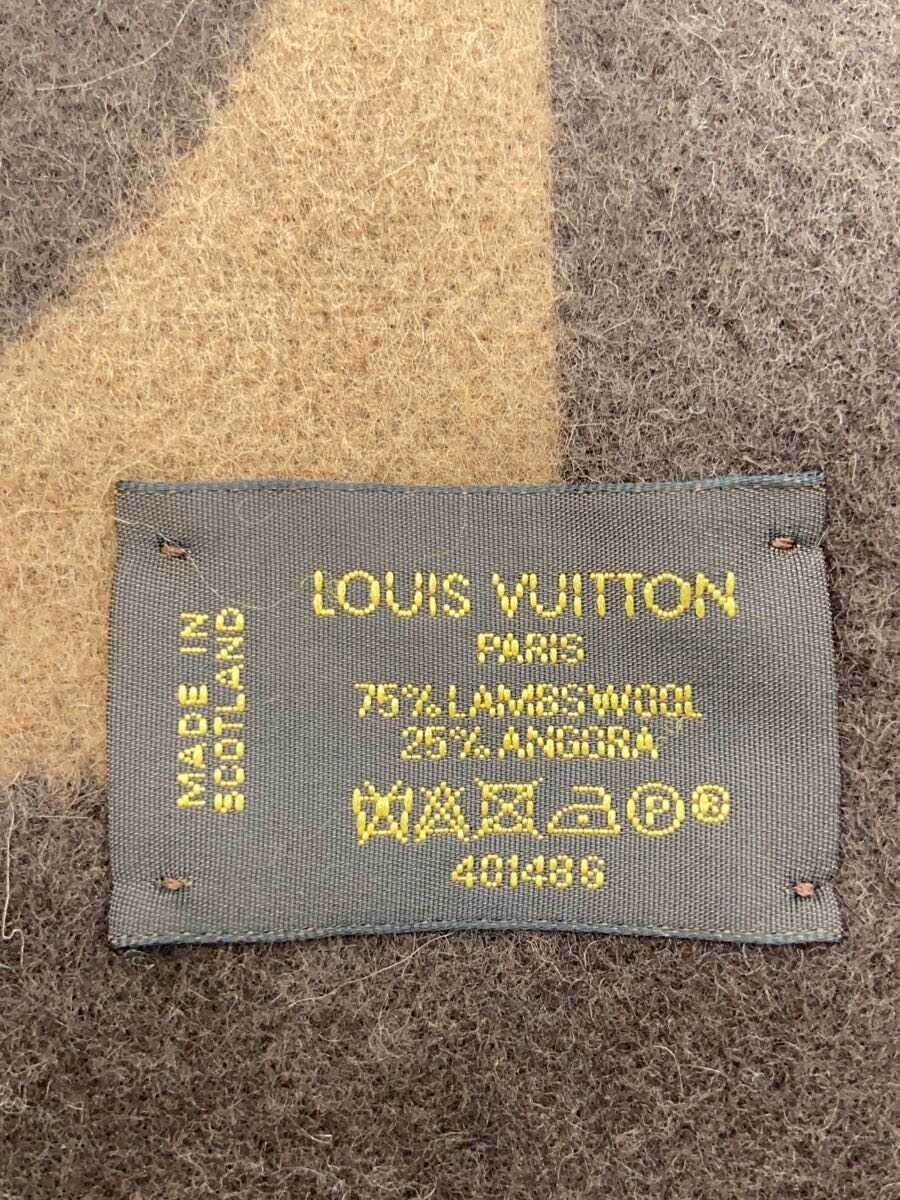 LOUIS VUITTON
PARIS
75% LAMBSWOOL
25% ANGORA
P ®
401486
MADE IN
SCOTLAND